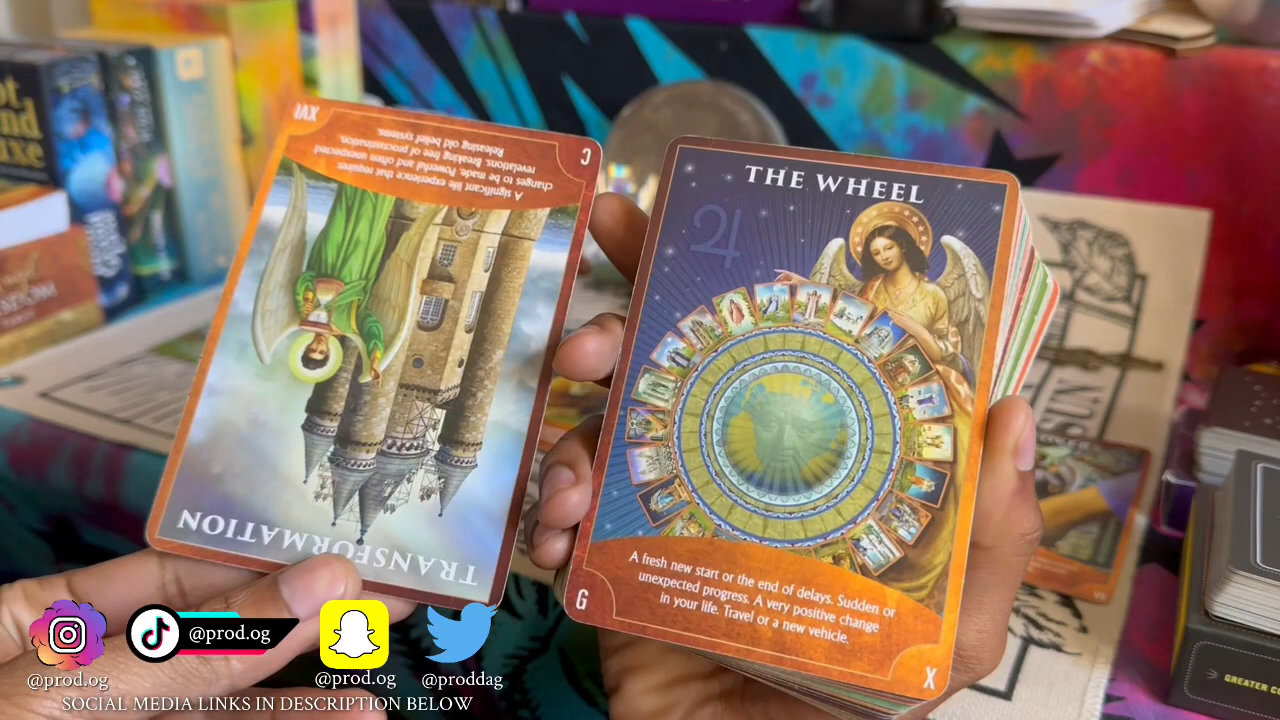 THE WHEEL
A fresh new start or the end of delays. Sudden or
unexpected progress. A very positive change
in your life. Travel or a new vehicle.
G
X
TRANSFORMATION
A significant life experience that requires
changes to be made. Powerful and often unexpected
revelations. Breaking free of procrastination.
Releasing old belief systems.
C
XVI
SUN
GREATER
@prod.og
@prod.og
@prod.og
@proddag
SOCIAL MEDIA LINKS IN DESCRIPTION BELOW